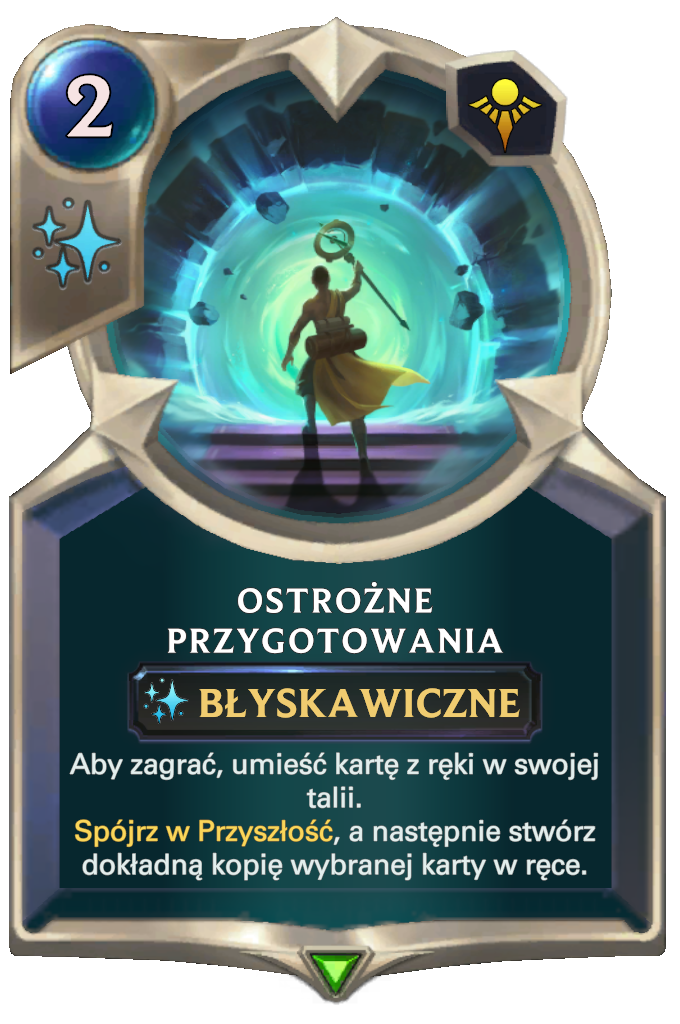 2
OSTROŻNE
PRZYGOTOWANIA
BŁYSKAWICZNE
Aby zagrać, umieść kartę z ręki w swojej
talii.
Spójrz w Przyszłość, a następnie stwórz
dokładną kopię wybranej karty w ręce.